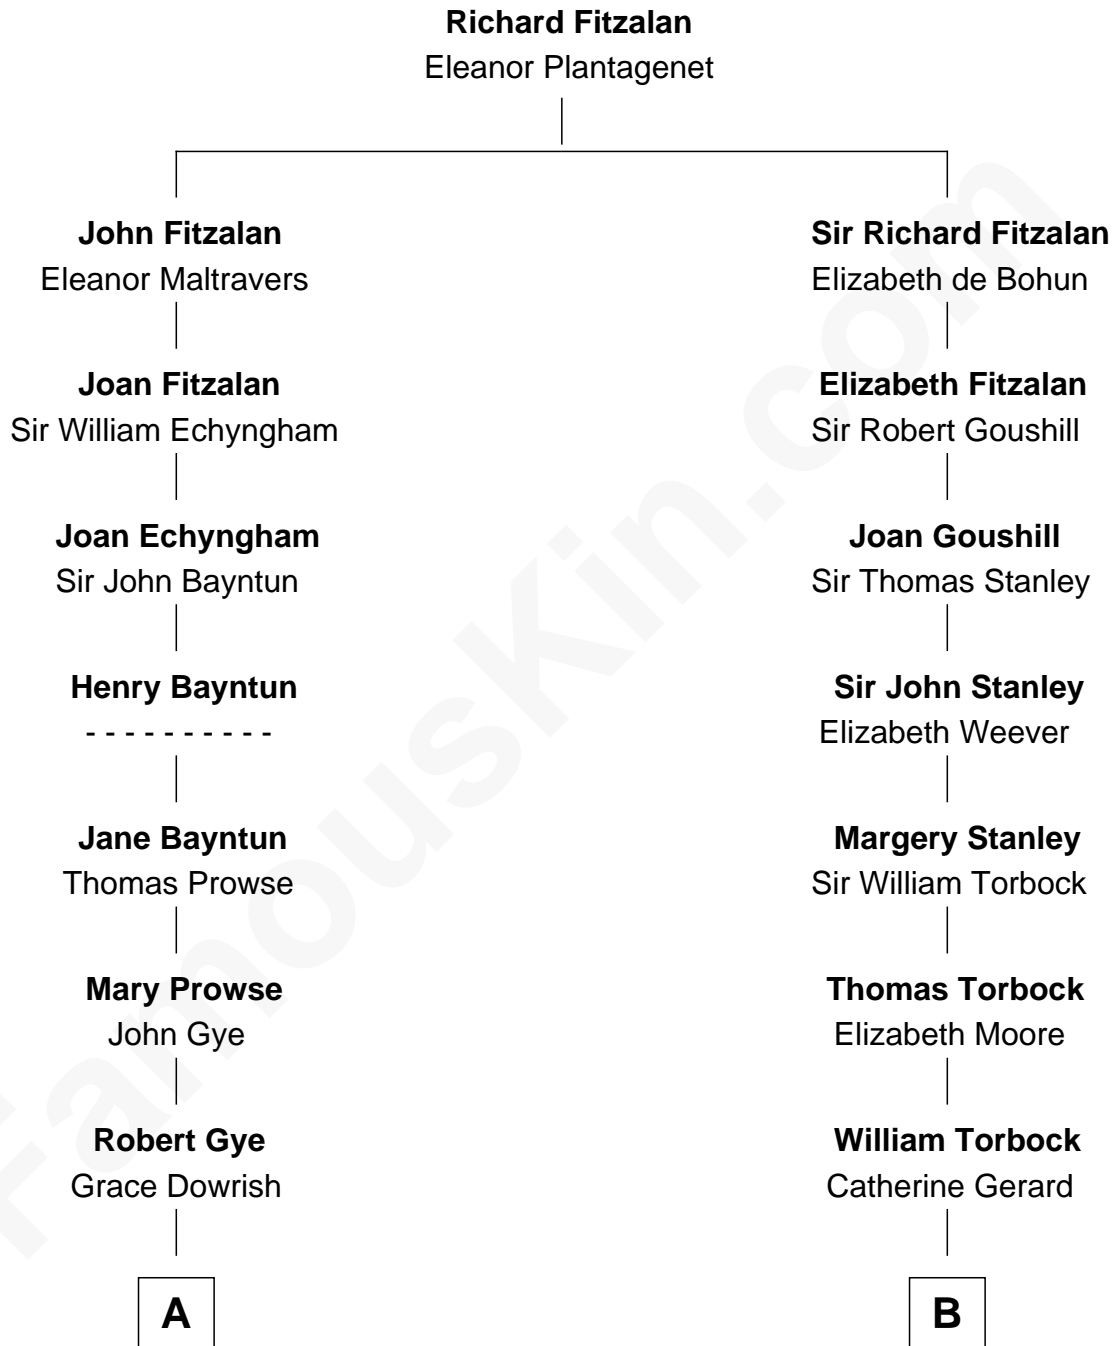 Richard Fitzalan
Eleanor Plantagenet
John Fitzalan
Eleanor Maltravers
Sir Richard Fitzalan
Elizabeth de Bohun
Joan Fitzalan
Sir William Echyngham
Elizabeth Fitzalan
Sir Robert Goushill
Joan Echyngham
Sir John Bayntun
Joan Goushill
Sir Thomas Stanley
Henry Bayntun
- - - - - - - - - -
Sir John Stanley
Elizabeth Weever
Jane Bayntun
Thomas Prowse
Margery Stanley
Sir William Torbock
Mary Prowse
John Gye
Thomas Torbock
Elizabeth Moore
Robert Gye
Grace Dowrish
William Torbock
Catherine Gerard
A
B
FamousKin.com